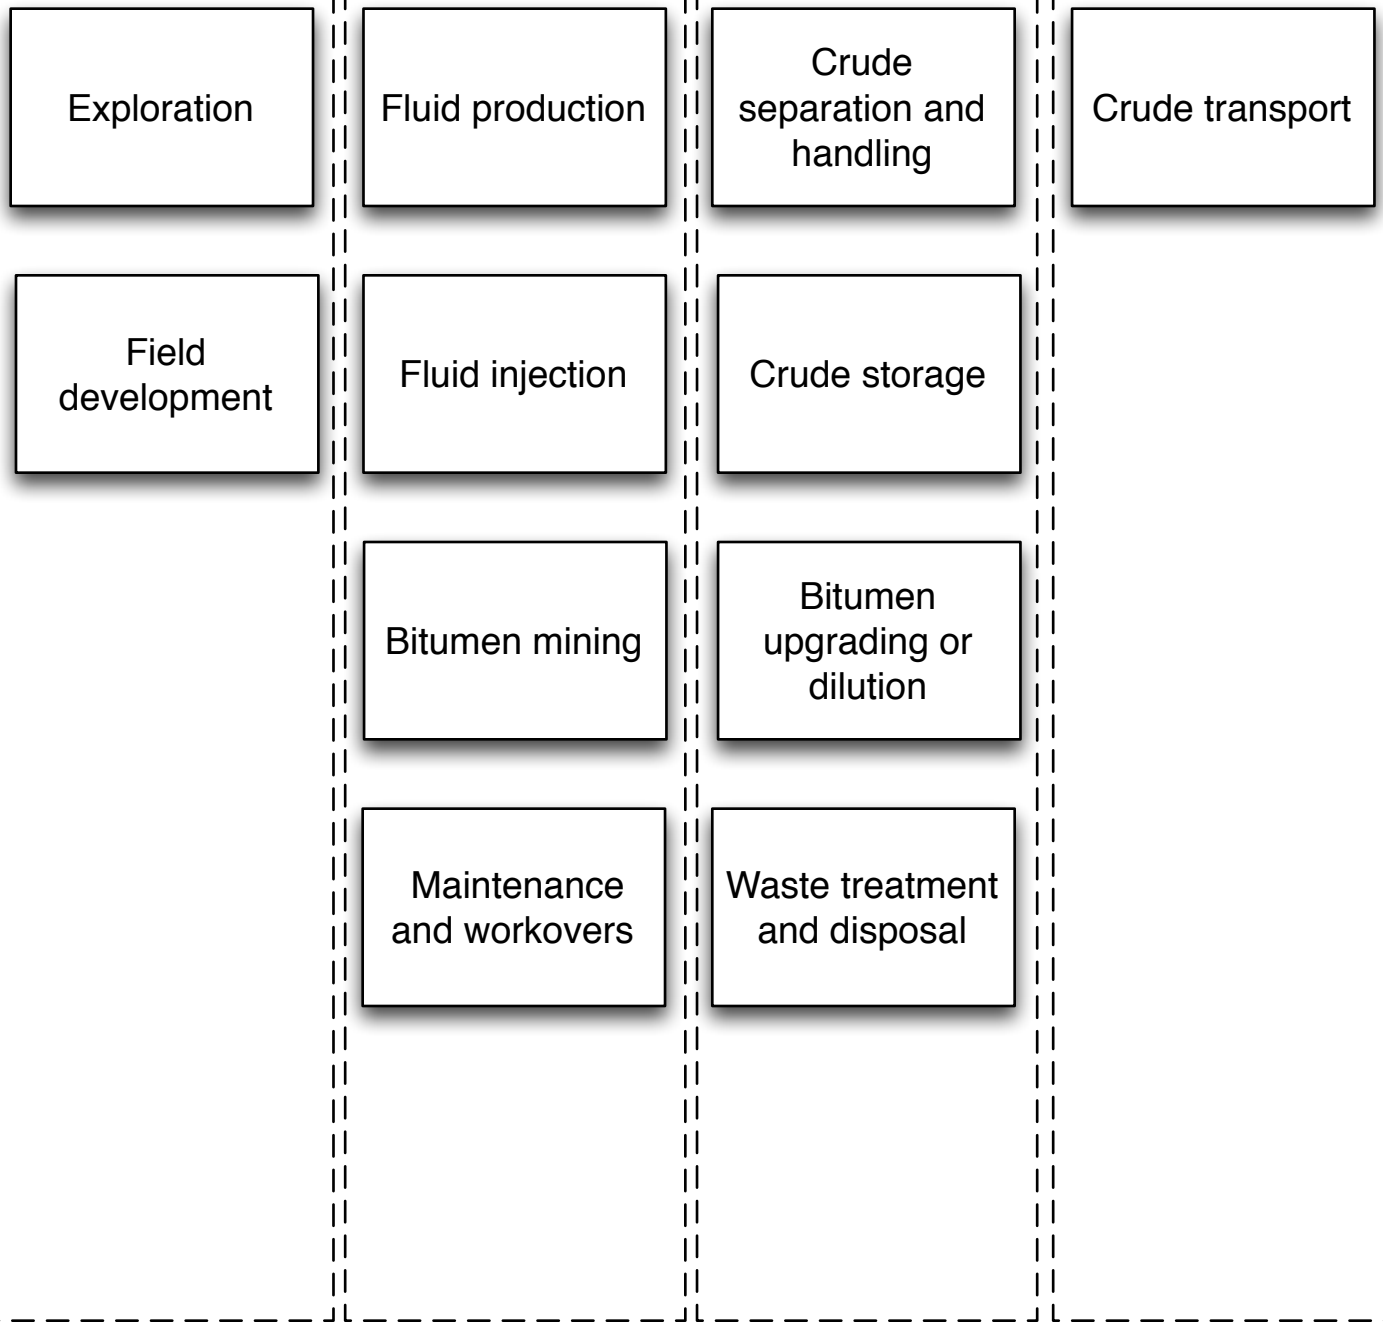 Exploration
Fluid production
Crude
separation and
handling
Crude transport
Field
development
Fluid injection
Crude storage
Bitumen mining
Bitumen
upgrading or
dilution
Maintenance
and workovers
Waste treatment
and disposal